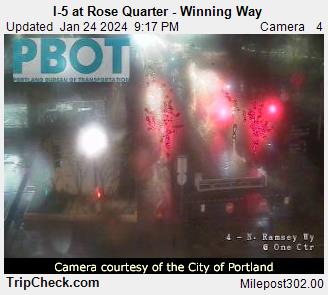 I-5 at Rose Quarter - Winning Way
Updated Jan 24 2024 9:17 PM Camera 4
PBOT
PORTLAND BUREAU OF TRANSPORTATION
4 - N. Ramsey Wy
@ One Ctr
Camera courtesy of the City of Portland
TripCheck.com Milepost302.00